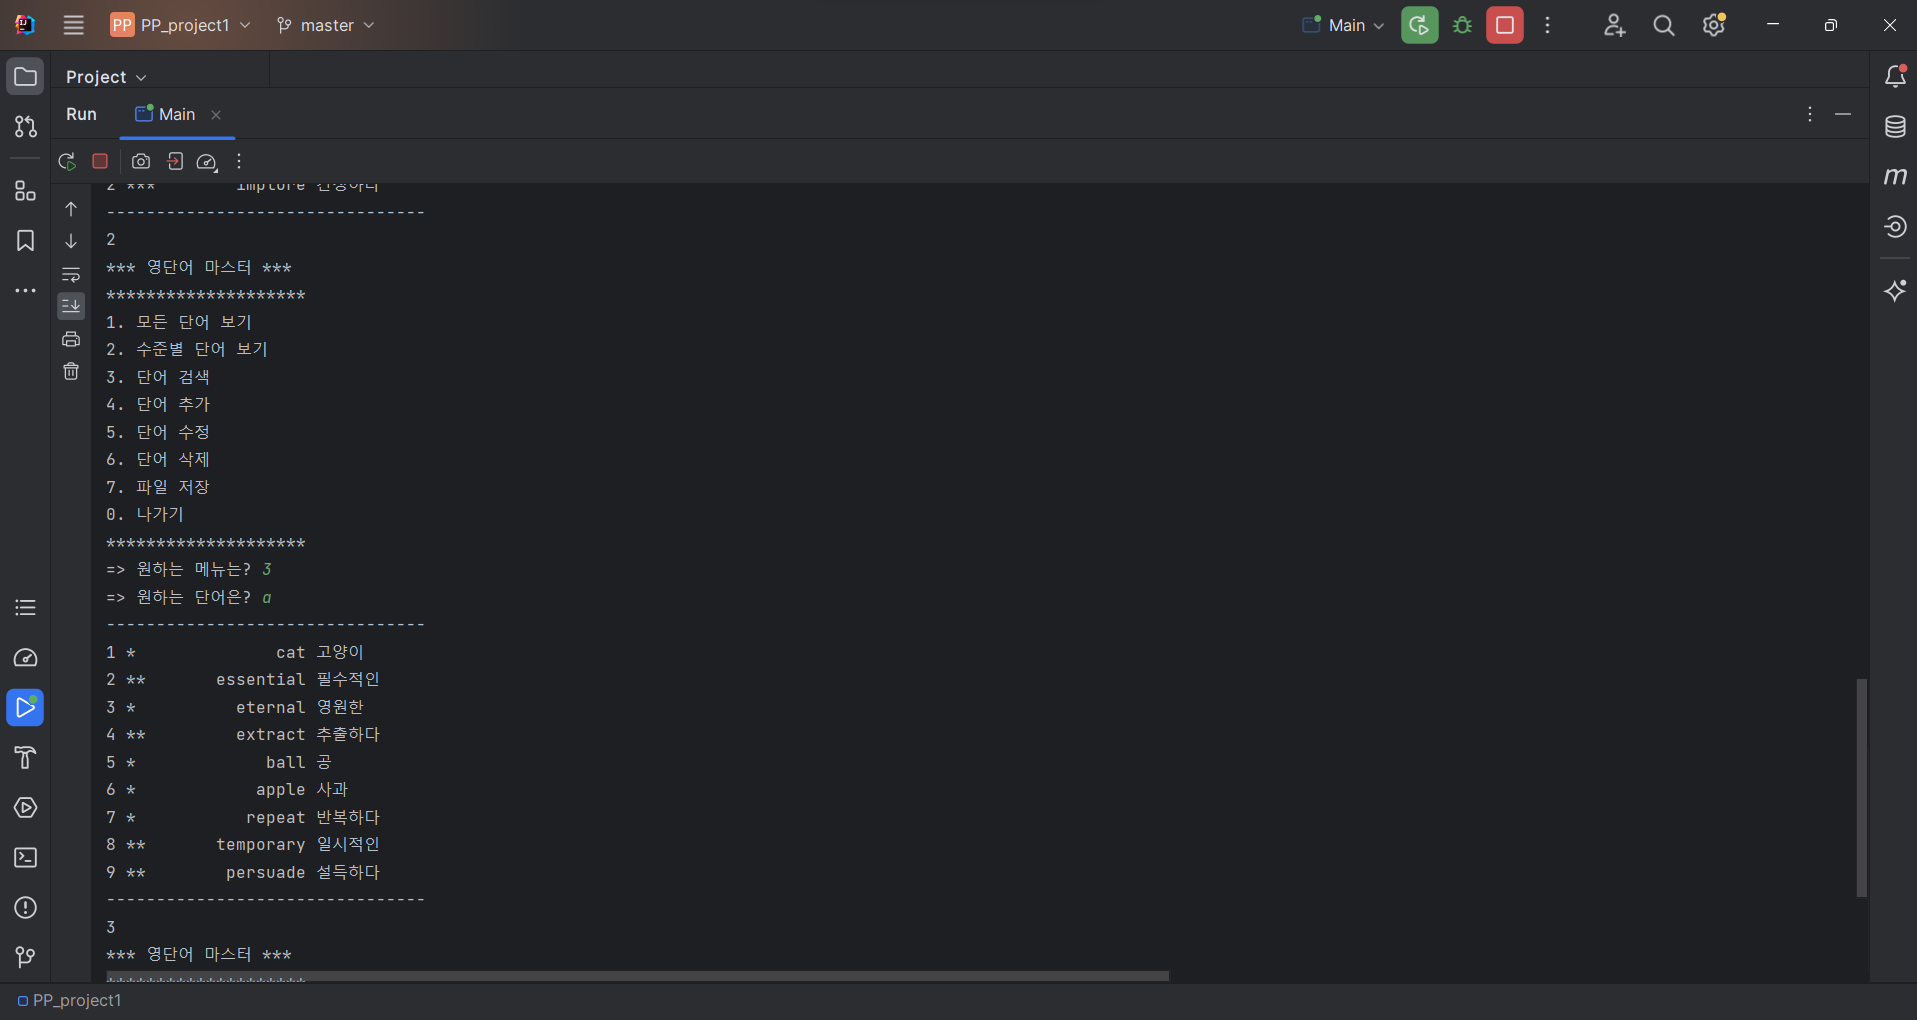 PP PP_project1 master Main
Project
Run Main
2 *** implore 간청하다
--------------------------------
2
*** 영단어 마스터 ***
********************
1. 모든 단어 보기
2. 수준별 단어 보기
3. 단어 검색
4. 단어 추가
5. 단어 수정
6. 단어 삭제
7. 파일 저장
0. 나가기
********************
=> 원하는 메뉴는? 3
=> 원하는 단어은? a
--------------------------------
1 * cat 고양이
2 ** essential 필수적인
3 * eternal 영원한
4 ** extract 추출하다
5 * ball 공
6 * apple 사과
7 * repeat 반복하다
8 ** temporary 일시적인
9 ** persuade 설득하다
--------------------------------
3
*** 영단어 마스터 ***
********************
PP_project1